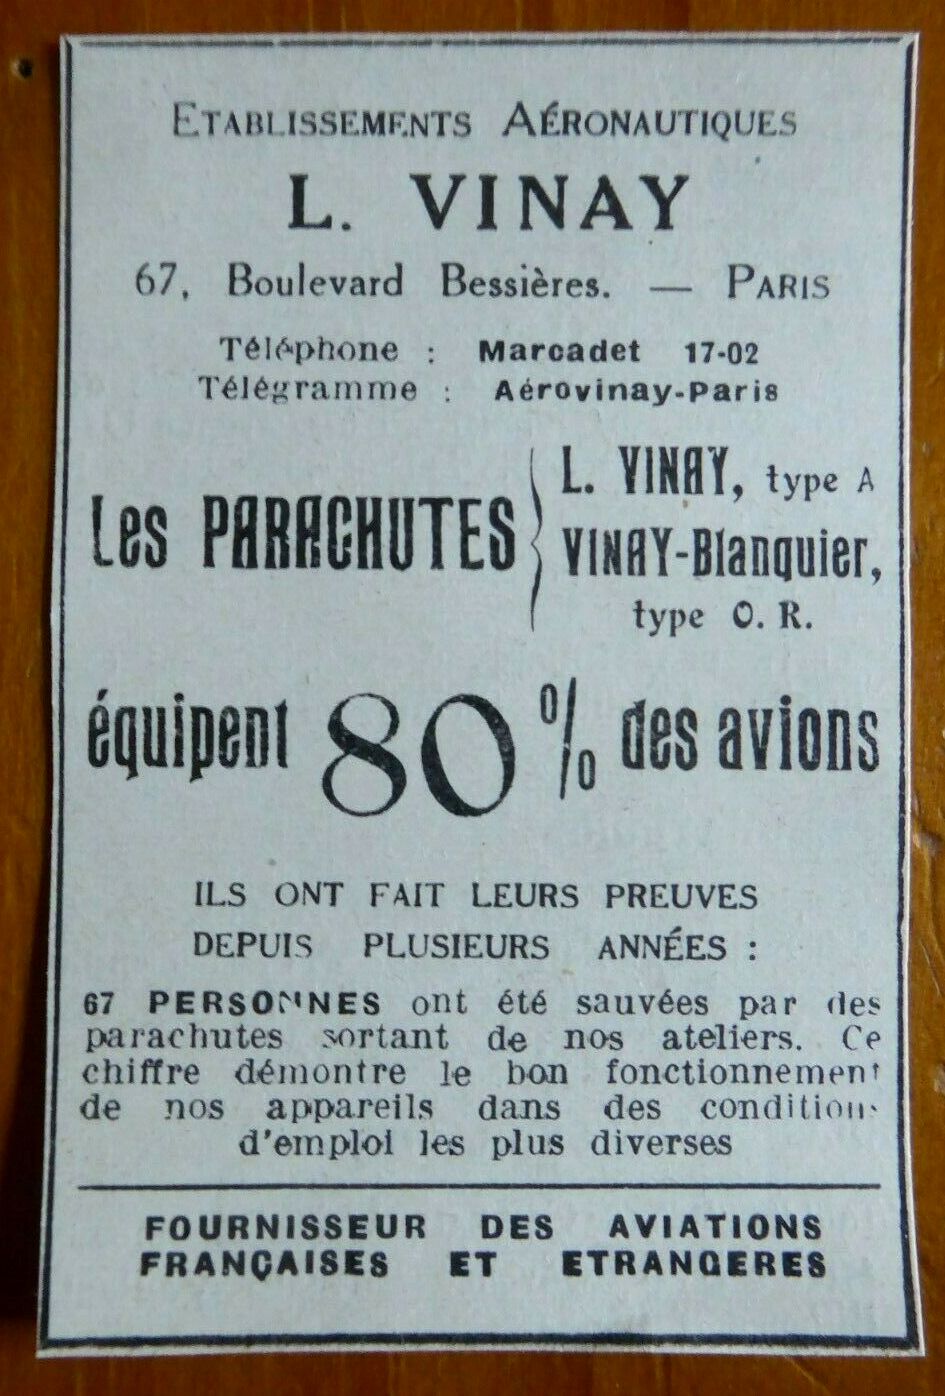 ETABLISSEMENTS AÉRONAUTIQUES
L. VINAY
67, Boulevard Bessières. — PARIS
Téléphone : Marcadet 17-02
Télégramme : Aérovinay-Paris
Les PARACHUTES
L. VINAY, type A
VINAY-Blanquier,
type O. R.
équipent 80 % des avions
ILS ONT FAIT LEURS PREUVES
DEPUIS PLUSIEURS ANNÉES :
67 PERSONNES ont été sauvées par des
parachutes sortant de nos ateliers. Ce
chiffre démontre le bon fonctionnement
de nos appareils dans des conditions
d'emploi les plus diverses
FOURNISSEUR DES AVIATIONS
FRANÇAISES ET ETRANGERES